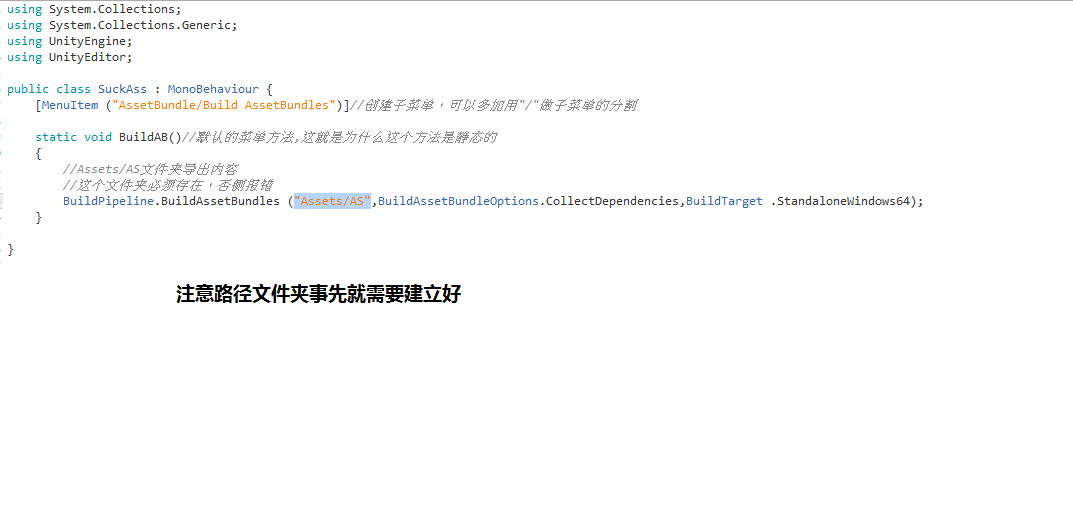 using System.Collections;
using System.Collections.Generic;
using UnityEngine;
using UnityEditor;
public class SuckAss : MonoBehaviour {
[MenuItem ("AssetBundle/Build AssetBundles")]//创建子菜单，可以多加用"/"做子菜单的分割
static void BuildAB()//默认的菜单方法,这就是为什么这个方法是静态的
{
//Assets/AS文件夹导出内容
//这个文件夹必须存在，否侧报错
BuildPipeline.BuildAssetBundles ("Assets/AS",BuildAssetBundleOptions.CollectDependencies,BuildTarget .StandaloneWindows64);
}
}
注意路径文件夹事先就需要建立好